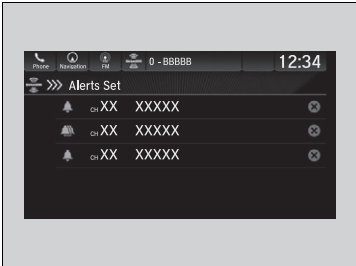 Phone Navigation FM 0 - BBBBB 12:34
Alerts Set
CH XX XXXXX
CH XX XXXXX
CH XX XXXXX